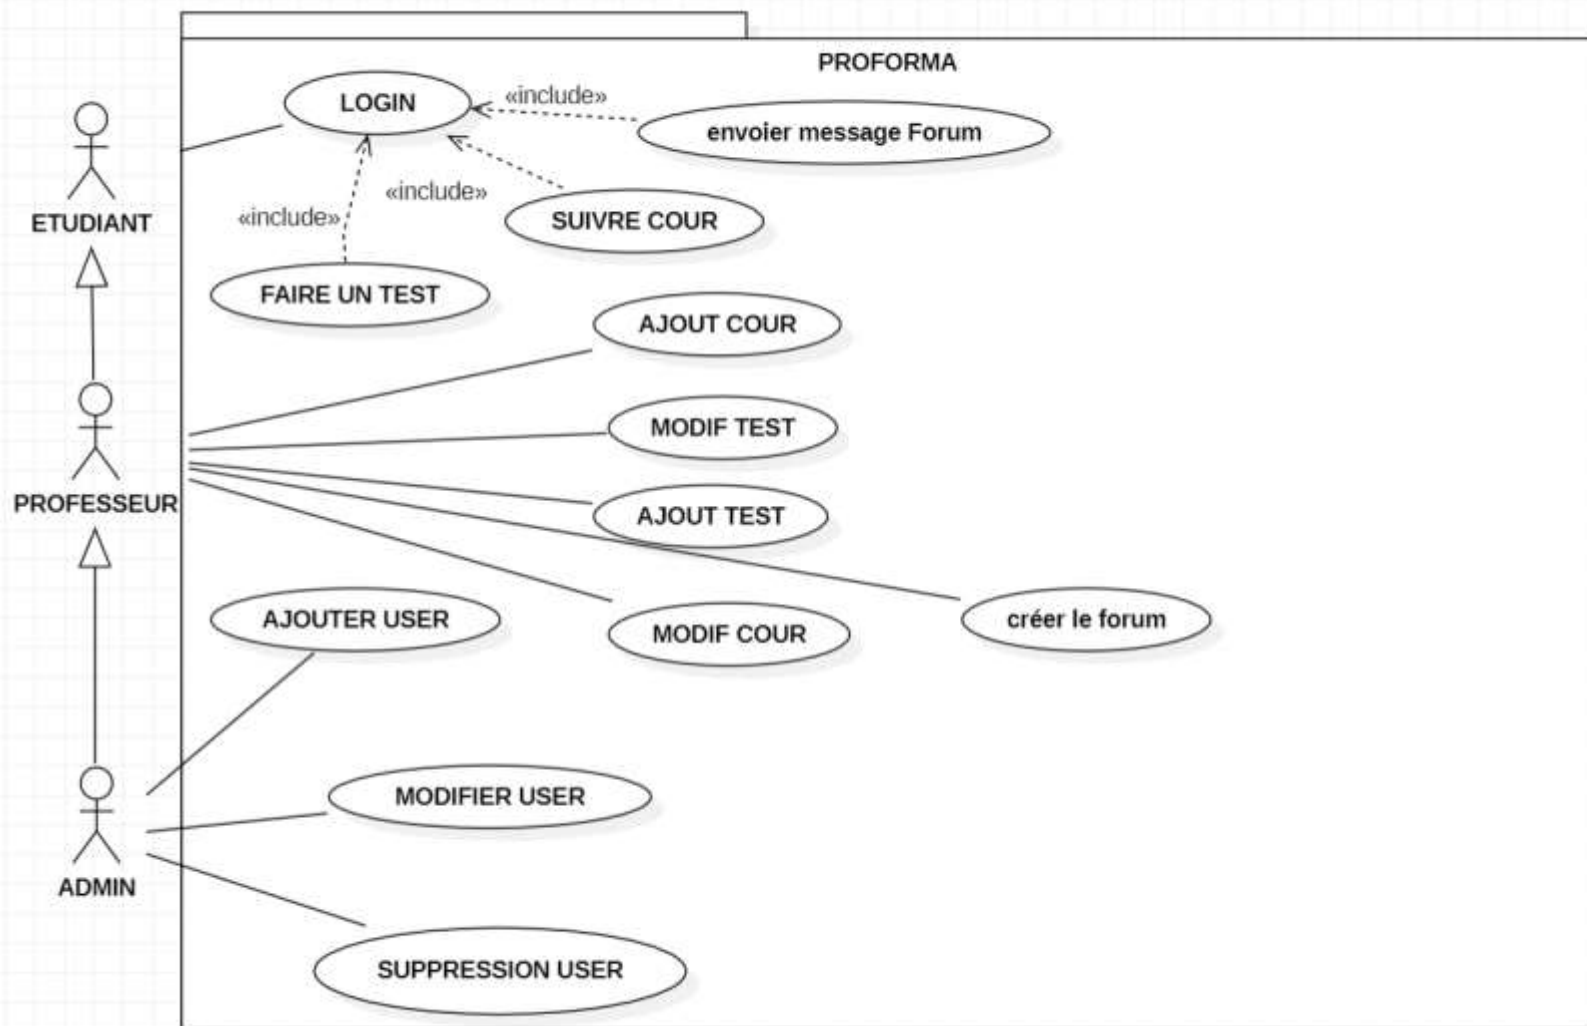 PROFORMA
LOGIN
«include»
envoier message Forum
«include»
SUIVRE COUR
«include»
ETUDIANT
FAIRE UN TEST
AJOUT COUR
MODIF TEST
PROFESSEUR
AJOUT TEST
AJOUTER USER
MODIF COUR
créer le forum
MODIFIER USER
ADMIN
SUPPRESSION USER